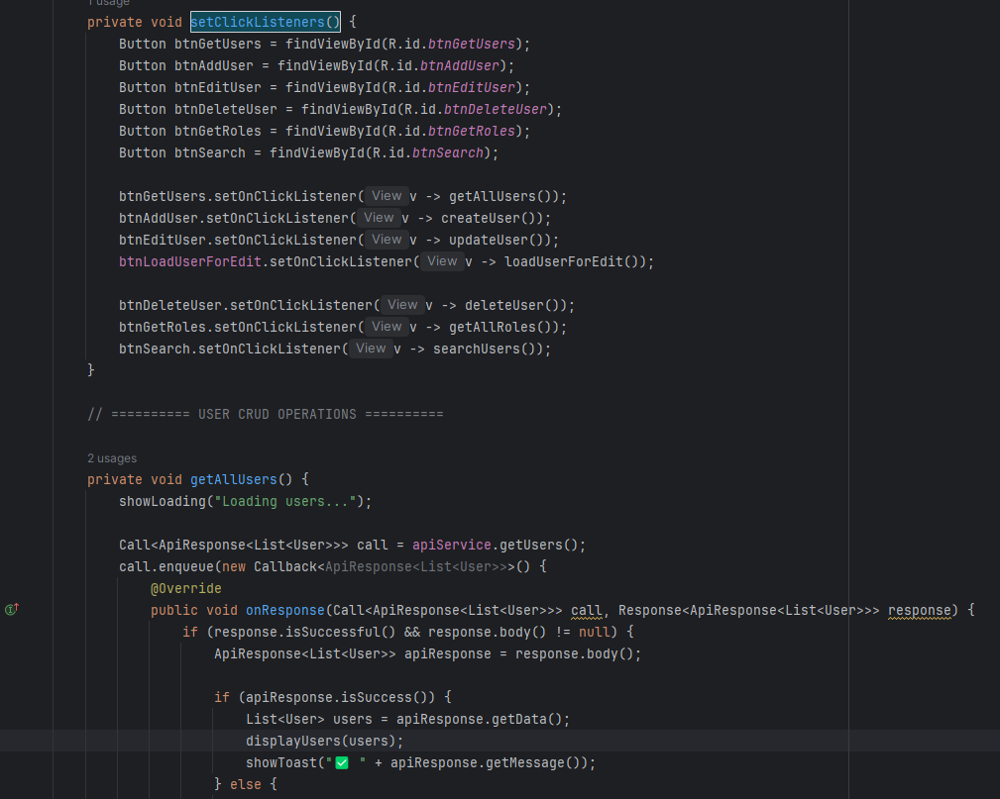 1 usage
private void setClickListeners() {
Button btnGetUsers = findViewById(R.id.btnGetUsers);
Button btnAddUser = findViewById(R.id.btnAddUser);
Button btnEditUser = findViewById(R.id.btnEditUser);
Button btnDeleteUser = findViewById(R.id.btnDeleteUser);
Button btnGetRoles = findViewById(R.id.btnGetRoles);
Button btnSearch = findViewById(R.id.btnSearch);
btnGetUsers.setOnClickListener( View v -> getAllUsers());
btnAddUser.setOnClickListener( View v -> createUser());
btnEditUser.setOnClickListener( View v -> updateUser());
btnLoadUserForEdit.setOnClickListener( View v -> loadUserForEdit());
btnDeleteUser.setOnClickListener( View v -> deleteUser());
btnGetRoles.setOnClickListener( View v -> getAllRoles());
btnSearch.setOnClickListener( View v -> searchUsers());
}
// ========== USER CRUD OPERATIONS ==========
2 usages
private void getAllUsers() {
showLoading("Loading users...");
Call<ApiResponse<List<User>>> call = apiService.getUsers();
call.enqueue(new Callback<ApiResponse<List<User>>>() {
@Override
public void onResponse(Call<ApiResponse<List<User>>> call, Response<ApiResponse<List<User>>> response) {
if (response.isSuccessful() && response.body() != null) {
ApiResponse<List<User>> apiResponse = response.body();
if (apiResponse.isSuccess()) {
List<User> users = apiResponse.getData();
displayUsers(users);
showToast("✅ " + apiResponse.getMessage());
} else {